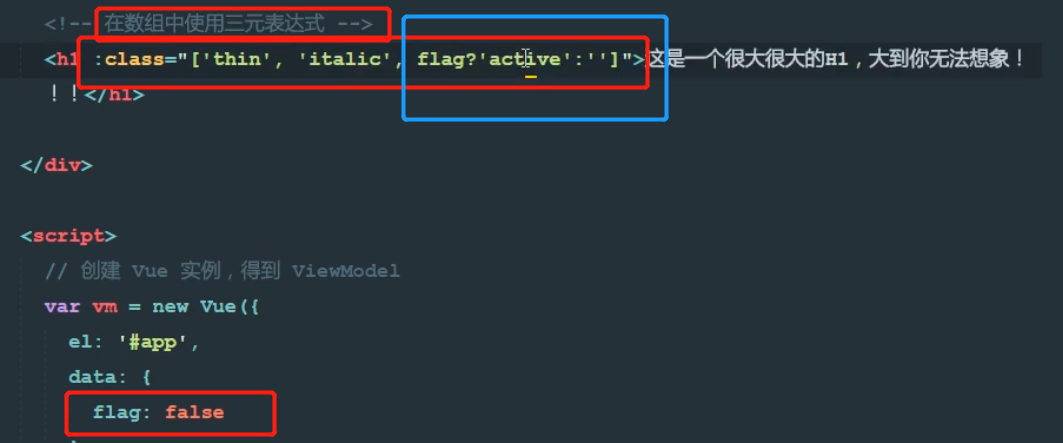 <!-- 在数组中使用三元表达式 -->
<h1 :class="['thin', 'italic', flag?'active':'']">这是一个很大很大的H1，大到你无法想象！
！！</h1>
</div>
<script>
// 创建 Vue 实例，得到 ViewModel
var vm = new Vue({
el: '#app',
data: {
flag: false